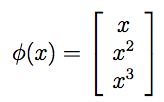 ϕ(x) = [ x
x²
x³ ]